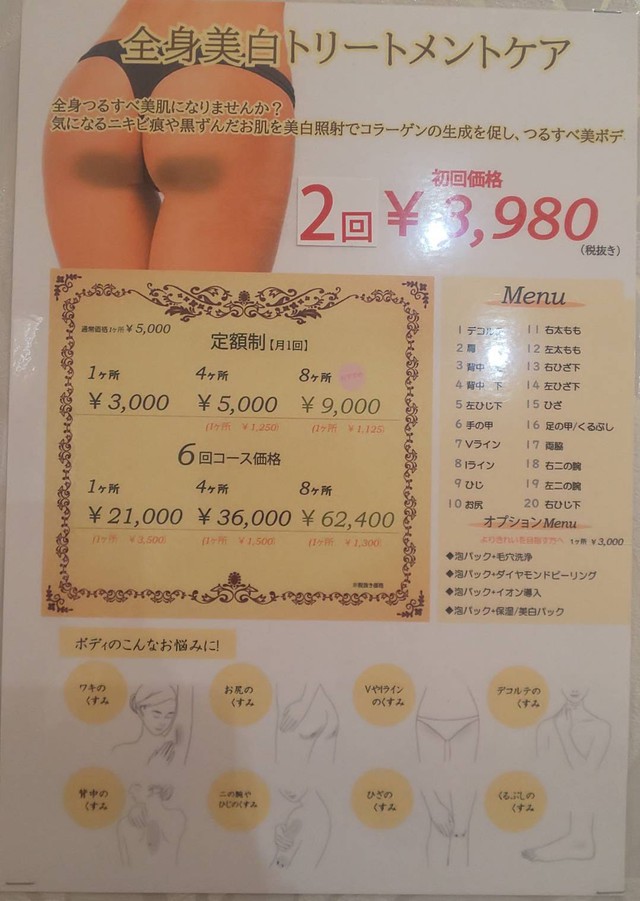 全身美白トリートメントケア
全身つるすべ美肌になりませんか？
気になるニキビ痕や黒ずんだお肌を美白照射でコラーゲンの生成を促し、つるすべ美ボデ
初回価格
2回 ¥3,980
(税抜き)
通常価格1ヶ所 ¥5,000
定額制【月1回】
1ヶ所 4ヶ所 8ヶ所
¥3,000 ¥5,000 ¥9,000
(1ヶ所 ¥1,250) (1ヶ所 ¥1,125)
6回コース価格
1ヶ所 4ヶ所 8ヶ所
¥21,000 ¥36,000 ¥62,400
(1ヶ所 ¥3,500) (1ヶ所 ¥1,500) (1ヶ所 ¥1,300)
※税抜き価格
Menu
1 デコルテ
2 肩
3 背中 上
4 背中 下
5 左ひじ下
6 手の甲
7 Vライン
8 Iライン
9 ひじ
10 お尻
11 右太もも
12 左太もも
13 右ひざ下
14 左ひざ下
15 ひざ
16 足の甲/くるぶし
17 両脇
18 右二の腕
19 左二の腕
20 右ひじ下
オプションMenu
よりきれいを目指す方へ 1ヶ所 ¥3,000
◆泡パック+毛穴洗浄
◆泡パック+ダイヤモンドピーリング
◆泡パック+イオン導入
◆泡パック+保湿/美白パック
ボディのこんなお悩みに!
ワキの
くすみ
お尻の
くすみ
VやIライン
のくすみ
デコルテの
くすみ
背中の
くすみ
二の腕や
ひじのくすみ
ひざの
くすみ
くるぶしの
くすみ